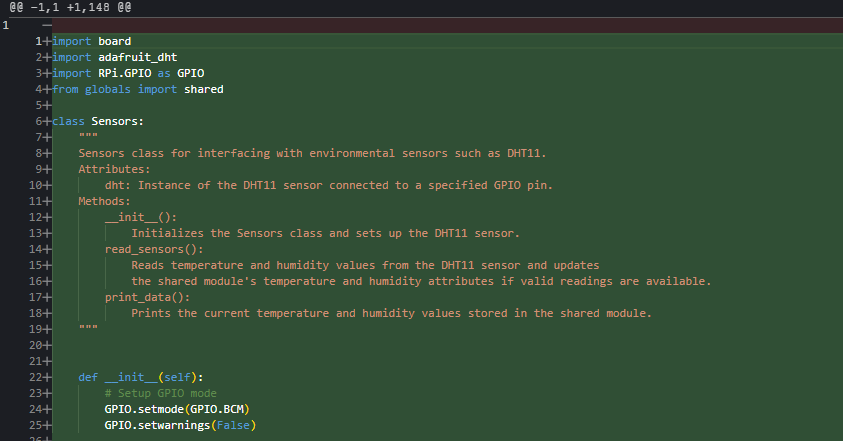 @@ -1,1 +1,148 @@
1 —
1+import board
2+import adafruit_dht
3+import RPi.GPIO as GPIO
4+from globals import shared
5+
6+class Sensors:
7+    """
8+    Sensors class for interfacing with environmental sensors such as DHT11.
9+    Attributes:
10+        dht: Instance of the DHT11 sensor connected to a specified GPIO pin.
11+    Methods:
12+        __init__():
13+            Initializes the Sensors class and sets up the DHT11 sensor.
14+        read_sensors():
15+            Reads temperature and humidity values from the DHT11 sensor and updates
16+            the shared module's temperature and humidity attributes if valid readings are available.
17+        print_data():
18+            Prints the current temperature and humidity values stored in the shared module.
19+    """
20+
21+
22+    def __init__(self):
23+        # Setup GPIO mode
24+        GPIO.setmode(GPIO.BCM)
25+        GPIO.setwarnings(False)